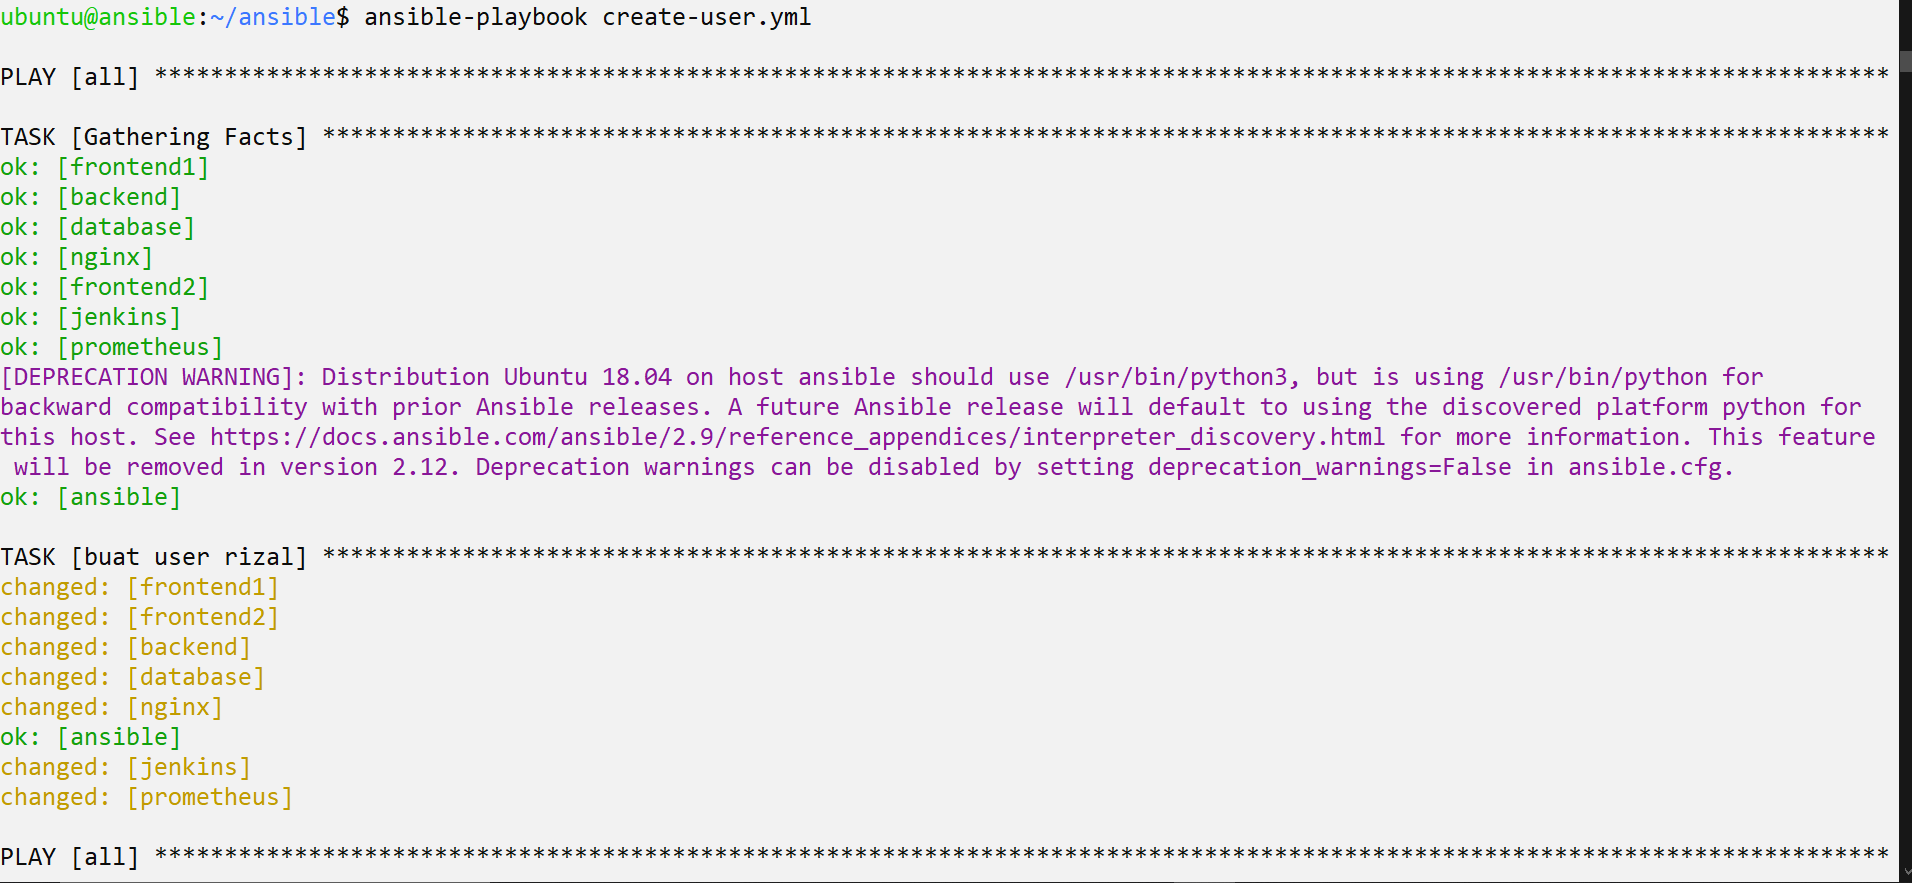 ubuntu@ansible:~/ansible$ ansible-playbook create-user.yml
PLAY [all] ****************************************************************************************************************************
TASK [Gathering Facts] ****************************************************************************************************************
ok: [frontend1]
ok: [backend]
ok: [database]
ok: [nginx]
ok: [frontend2]
ok: [jenkins]
ok: [prometheus]
[DEPRECATION WARNING]: Distribution Ubuntu 18.04 on host ansible should use /usr/bin/python3, but is using /usr/bin/python for
backward compatibility with prior Ansible releases. A future Ansible release will default to using the discovered platform python for
this host. See https://docs.ansible.com/ansible/2.9/reference_appendices/interpreter_discovery.html for more information. This feature
 will be removed in version 2.12. Deprecation warnings can be disabled by setting deprecation_warnings=False in ansible.cfg.
ok: [ansible]
TASK [buat user rizal] ****************************************************************************************************************
changed: [frontend1]
changed: [frontend2]
changed: [backend]
changed: [database]
changed: [nginx]
ok: [ansible]
changed: [jenkins]
changed: [prometheus]
PLAY [all] ****************************************************************************************************************************